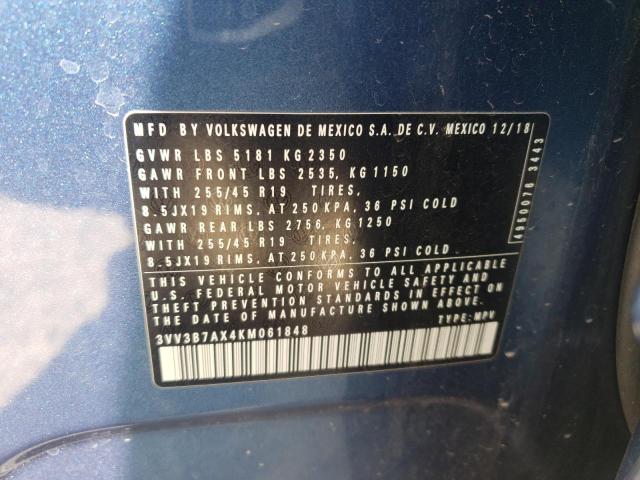 MFD BY VOLKSWAGEN DE MEXICO S.A. DE C.V. MEXICO 12/18
GVWR LBS 5181 KG 2350
GAWR FRONT LBS 2535, KG 1150
WITH 255/45 R19 TIRES,
8.5JX19 RIMS, AT 250 KPA, 36 PSI COLD
GAWR REAR LBS 2756, KG 1250
WITH 255/45 R19 TIRES,
8.5JX19 RIMS, AT 250 KPA, 36 PSI COLD
THIS VEHICLE CONFORMS TO ALL APPLICABLE
U.S. FEDERAL MOTOR VEHICLE SAFETY AND
THEFT PREVENTION STANDARDS IN EFFECT ON
THE DATE OF MANUFACTURE SHOWN ABOVE.
3VV3B7AX4KM061848 TYPE: MPV
4950076 3443